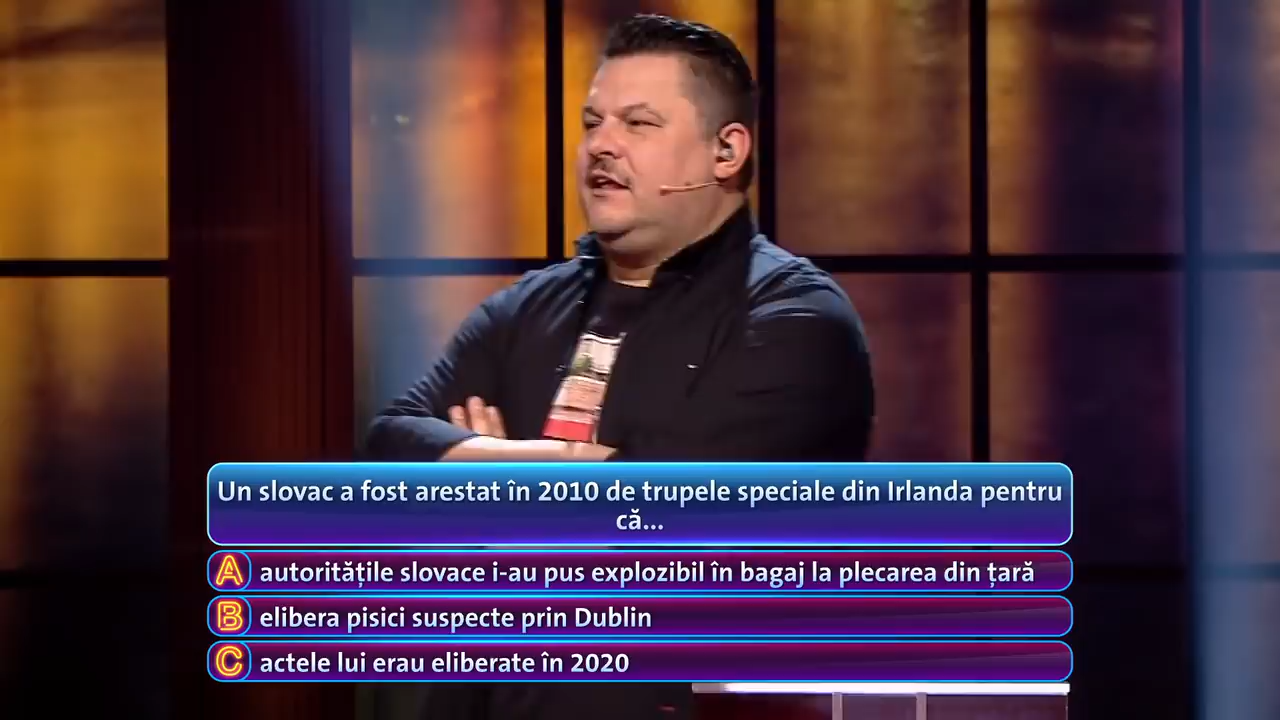 Un slovac a fost arestat în 2010 de trupele speciale din Irlanda pentru
că...
A autoritățile slovace i-au pus explozibil în bagaj la plecarea din țară
B elibera pisici suspecte prin Dublin
C actele lui erau eliberate în 2020